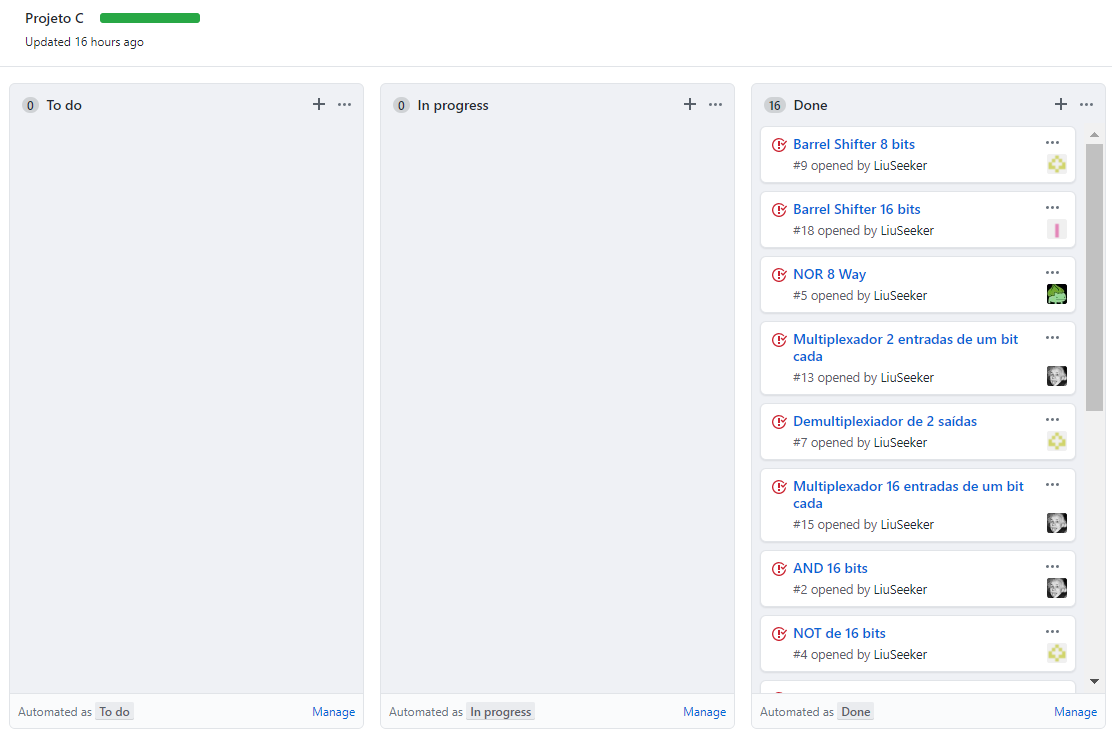 Projeto C
Updated 16 hours ago
0 To do
Automated as To do Manage
0 In progress
Automated as In progress Manage
16 Done
Barrel Shifter 8 bits
#9 opened by LiuSeeker
Barrel Shifter 16 bits
#18 opened by LiuSeeker
NOR 8 Way
#5 opened by LiuSeeker
Multiplexador 2 entradas de um bit
cada
#13 opened by LiuSeeker
Demultiplexiador de 2 saídas
#7 opened by LiuSeeker
Multiplexador 16 entradas de um bit
cada
#15 opened by LiuSeeker
AND 16 bits
#2 opened by LiuSeeker
NOT de 16 bits
#4 opened by LiuSeeker
Automated as Done Manage